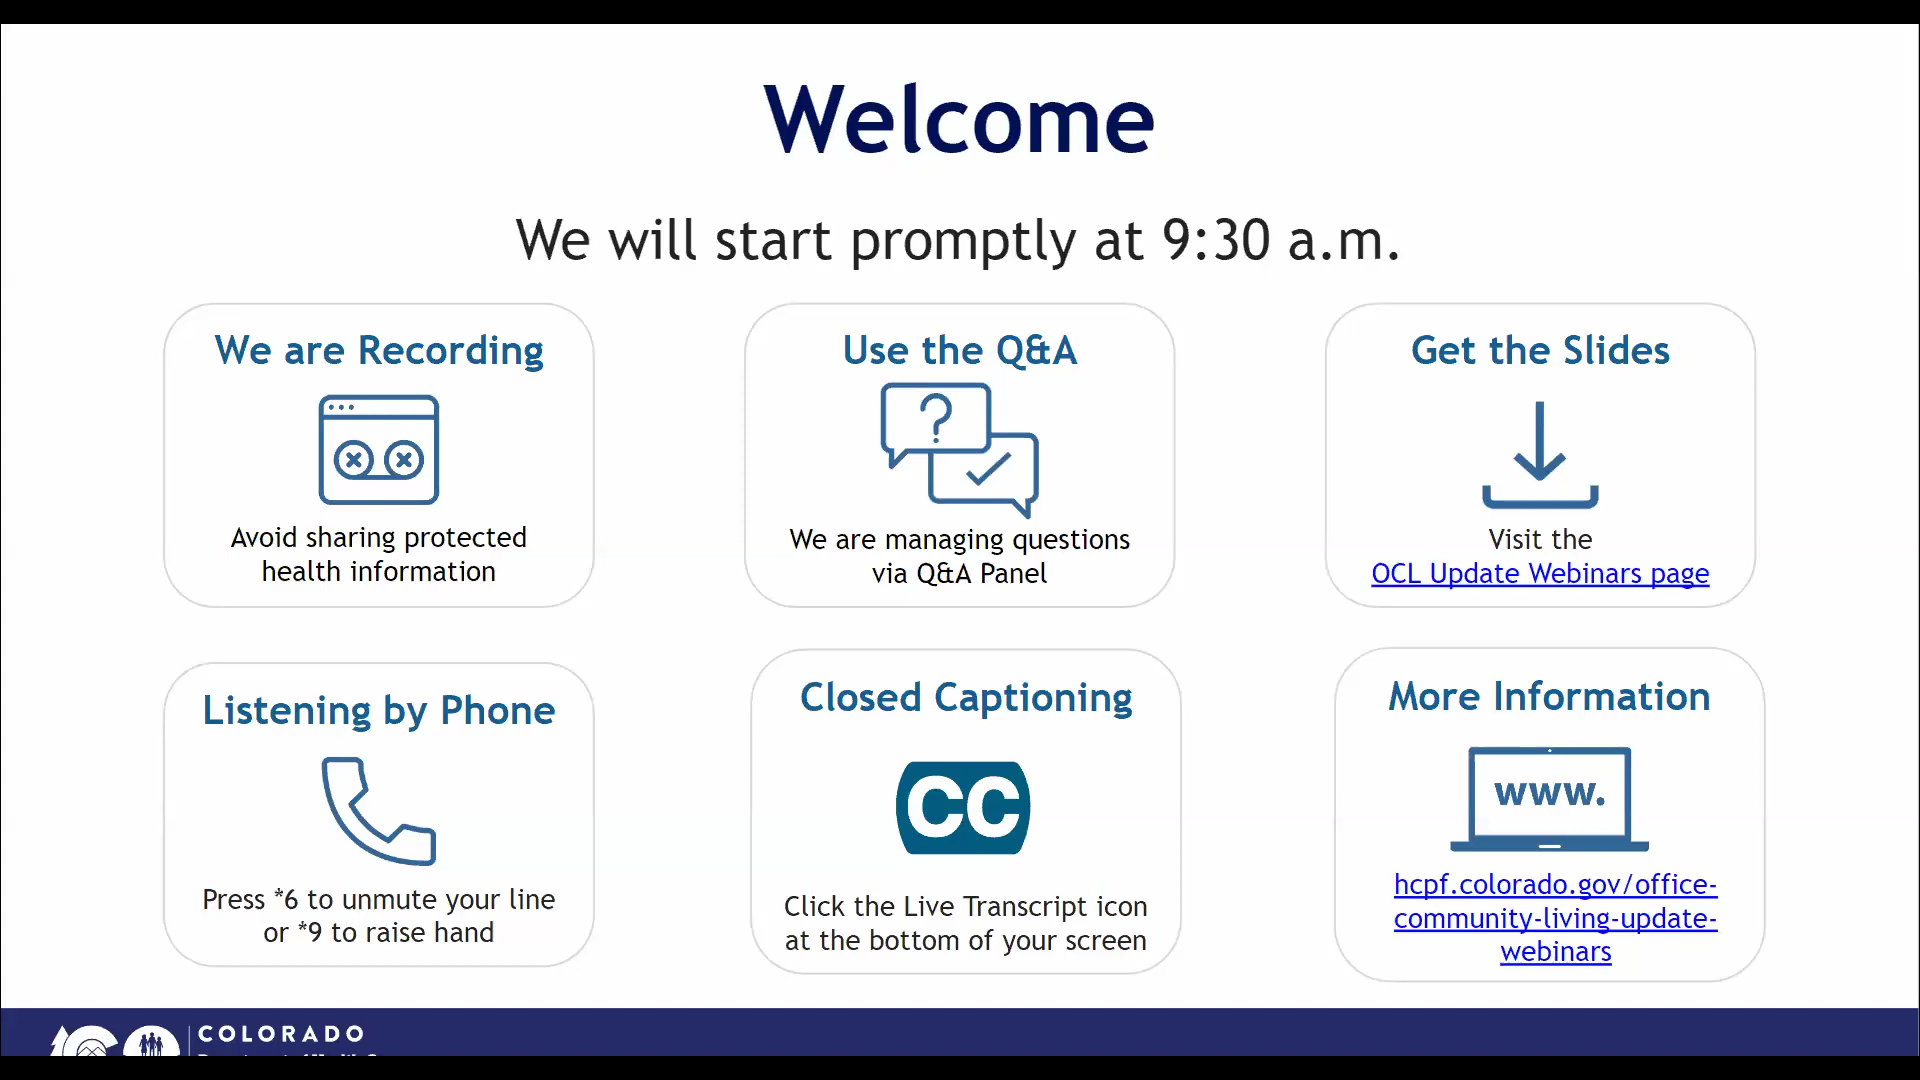 Welcome
We will start promptly at 9:30 a.m.
We are Recording
Avoid sharing protected
health information
Use the Q&A
?
We are managing questions
via Q&A Panel
Get the Slides
Visit the
OCL Update Webinars page
Listening by Phone
Press *6 to unmute your line
or *9 to raise hand
Closed Captioning
CC
Click the Live Transcript icon
at the bottom of your screen
More Information
www.
hcpf.colorado.gov/office-
community-living-update-
webinars
COLORADO